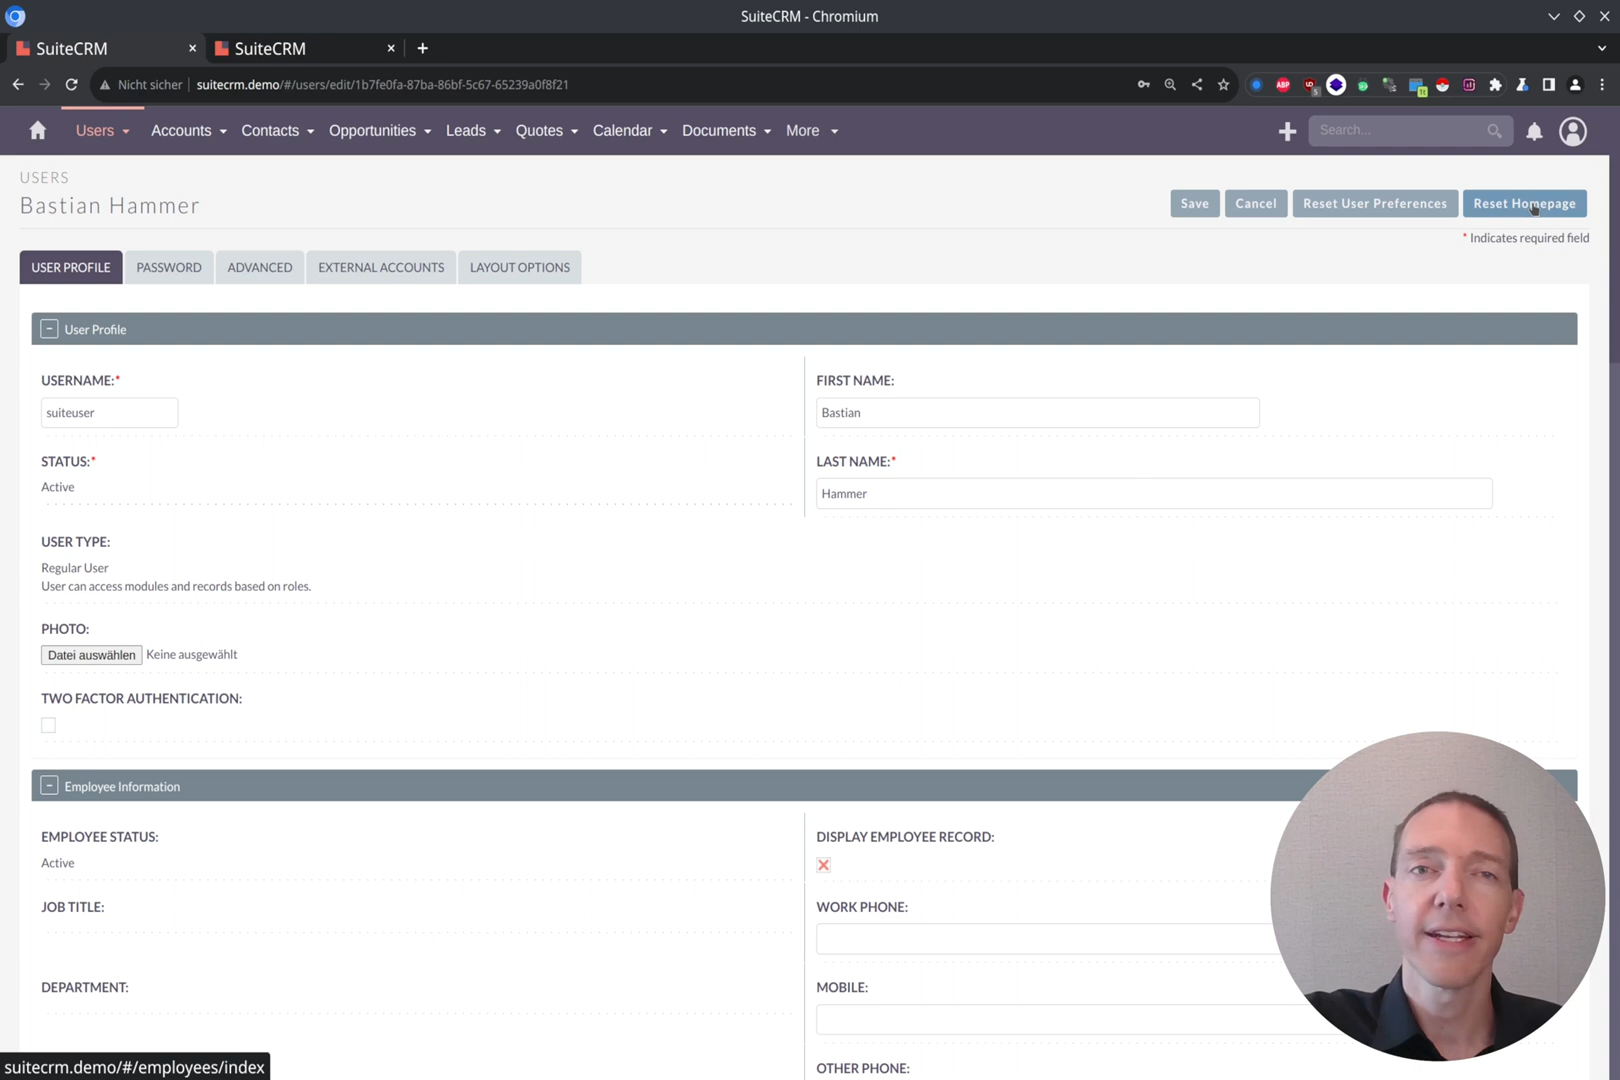 SuiteCRM - Chromium
SuiteCRM
SuiteCRM
Nicht sicher
suitecrm.demo/#/users/edit/1b7fe0fa-87ba-86bf-5c67-65239a0f8f21
ABP
Users
Accounts
Contacts
Opportunities
Leads
Quotes
Calendar
Documents
More
Search...
USERS
Bastian Hammer
Save
Cancel
Reset User Preferences
Reset Homepage
* Indicates required field
USER PROFILE
PASSWORD
ADVANCED
EXTERNAL ACCOUNTS
LAYOUT OPTIONS
User Profile
USERNAME:*
suiteuser
FIRST NAME:
Bastian
STATUS:*
Active
LAST NAME:*
Hammer
USER TYPE:
Regular User
User can access modules and records based on roles.
PHOTO:
Datei auswählen Keine ausgewählt
TWO FACTOR AUTHENTICATION:
Employee Information
EMPLOYEE STATUS:
Active
DISPLAY EMPLOYEE RECORD:
JOB TITLE:
WORK PHONE:
DEPARTMENT:
MOBILE:
OTHER PHONE:
suitecrm.demo/#/employees/index